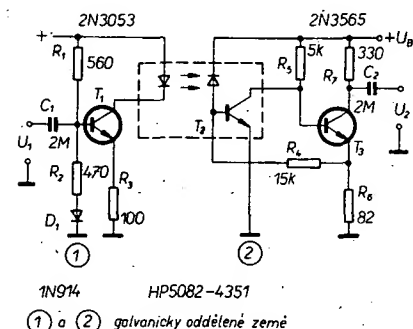 2N3053
2N3565
+
+U_B
R₁
560
R₅
5k
R₇
330
C₂
2M
C₁
2M
T₁
T₂
T₃
U₁
U₂
R₂
470
R₃
100
R₄
15k
R₆
82
D₁
1
2
1N914
HP5082-4351
① a ② galvanicky oddělené země